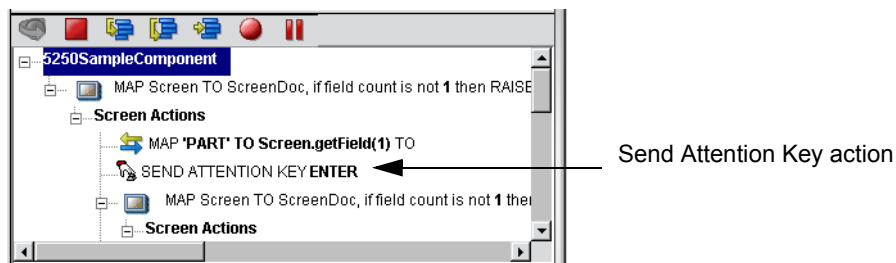 5250SampleComponent
MAP Screen TO ScreenDoc, if field count is not 1 then RAISE
Screen Actions
MAP 'PART' TO Screen.getField(1) TO
SEND ATTENTION KEY ENTER
Send Attention Key action
MAP Screen TO ScreenDoc, if field count is not 1 then
Screen Actions